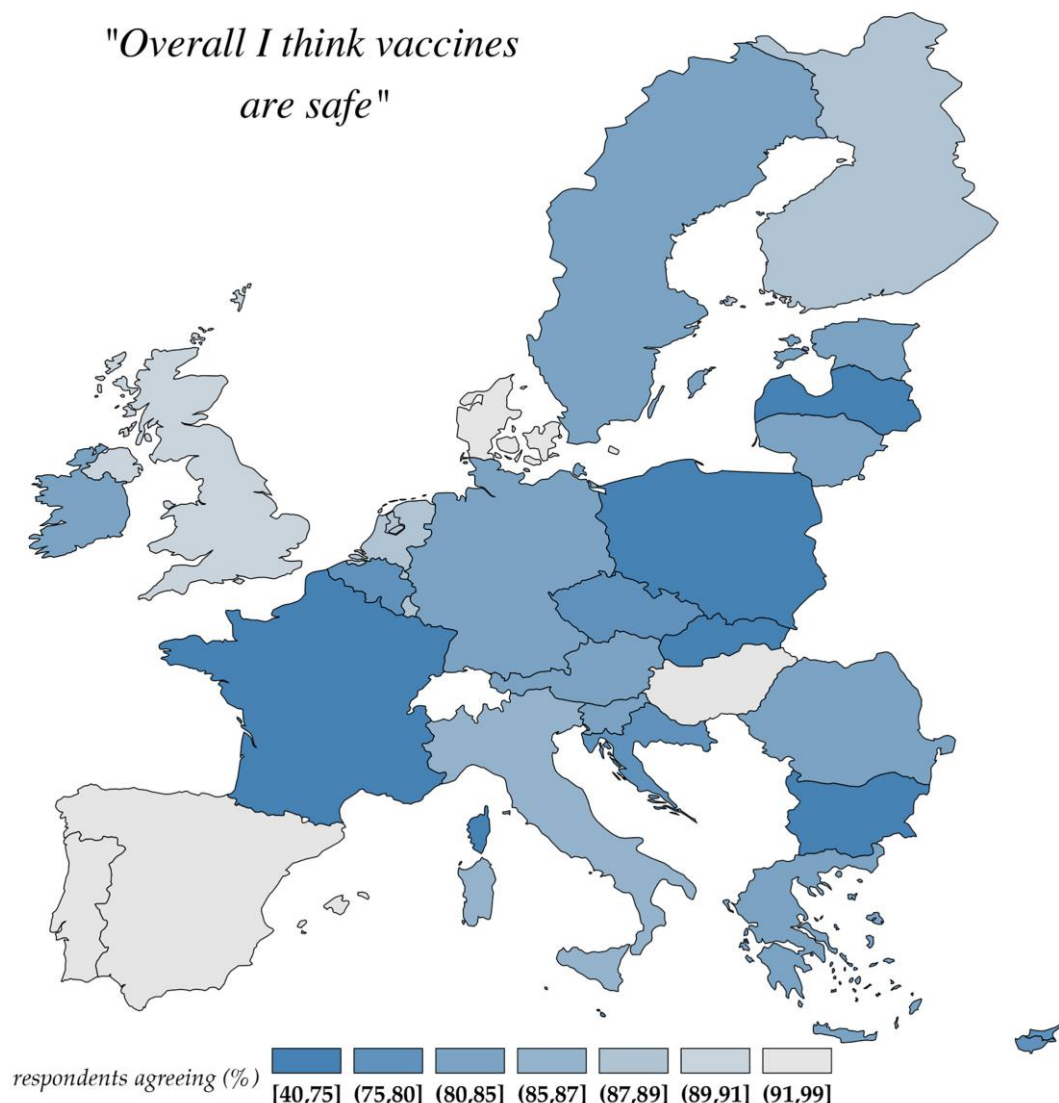 "Overall I think vaccines
are safe"
respondents agreeing (%)
[40,75] (75,80] (80,85] (85,87] (87,89] (89,91] (91,99]